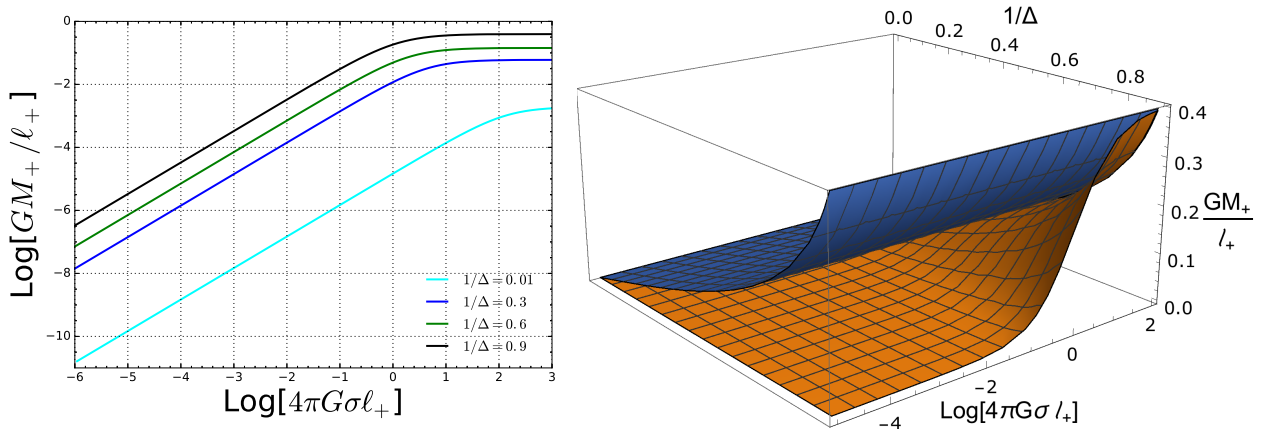 Log[GM₊/ℓ₊]
0
−2
−4
−6
−8
−10
1/Δ = 0.01
1/Δ = 0.3
1/Δ = 0.6
1/Δ = 0.9
−6 −5 −4 −3 −2 −1 0 1 2 3
Log[4πGσℓ₊]
1/Δ
0.0 0.2 0.4 0.6 0.8
0.4
0.3
0.2
0.1
0.0
GM₊
l₊
−4 −2 0 2
Log[4πGσ l₊]